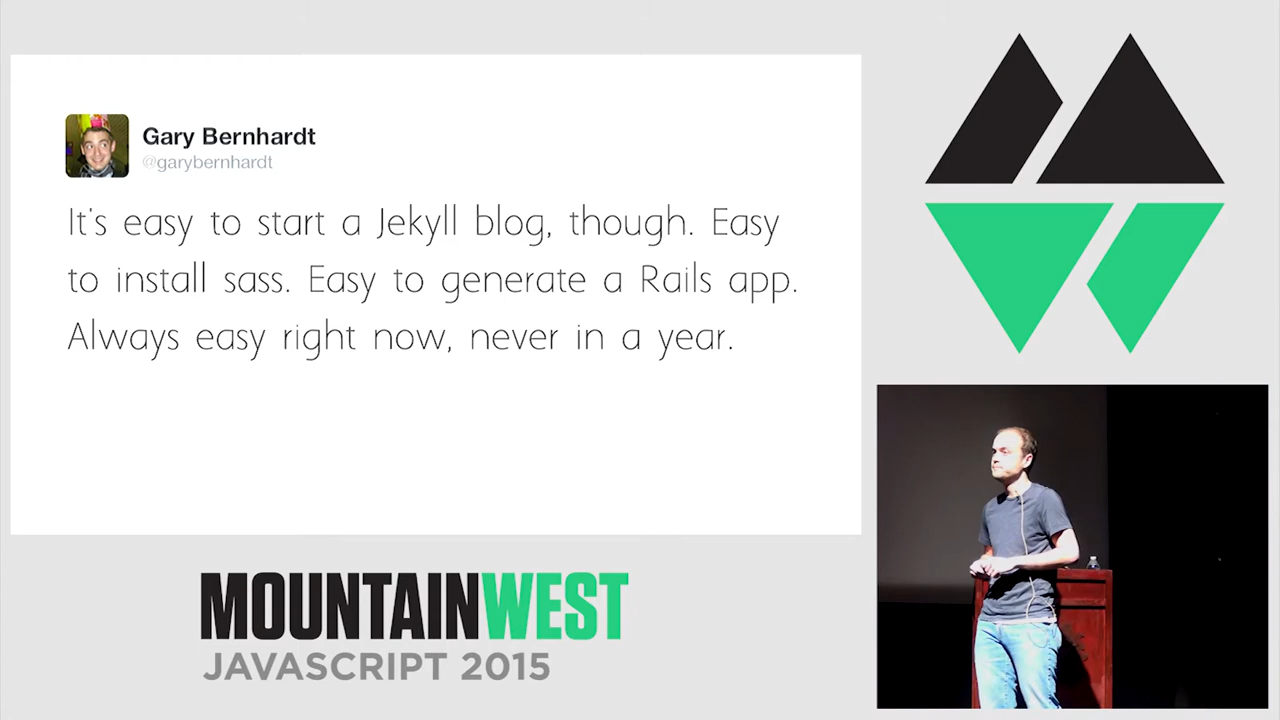 Gary Bernhardt
@garybernhardt
It's easy to start a Jekyll blog, though. Easy
to install sass. Easy to generate a Rails app.
Always easy right now, never in a year.
MOUNTAINWEST
JAVASCRIPT 2015